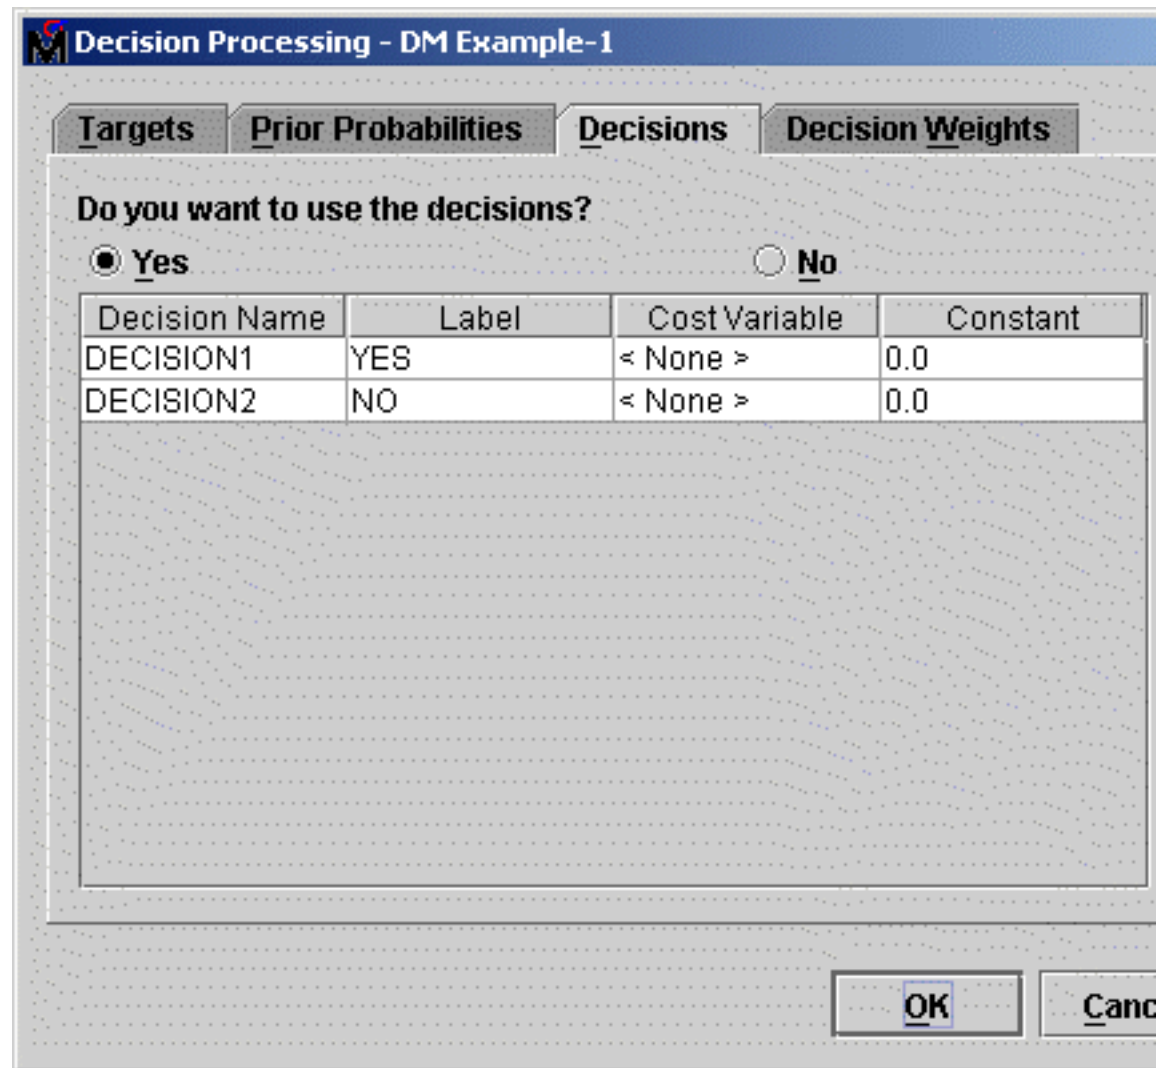 Decision Processing - DM Example-1
Targets Prior Probabilities Decisions Decision Weights
Do you want to use the decisions?
Yes No
Decision Name Label Cost Variable Constant
DECISION1 YES < None > 0.0
DECISION2 NO < None > 0.0
OK Canc